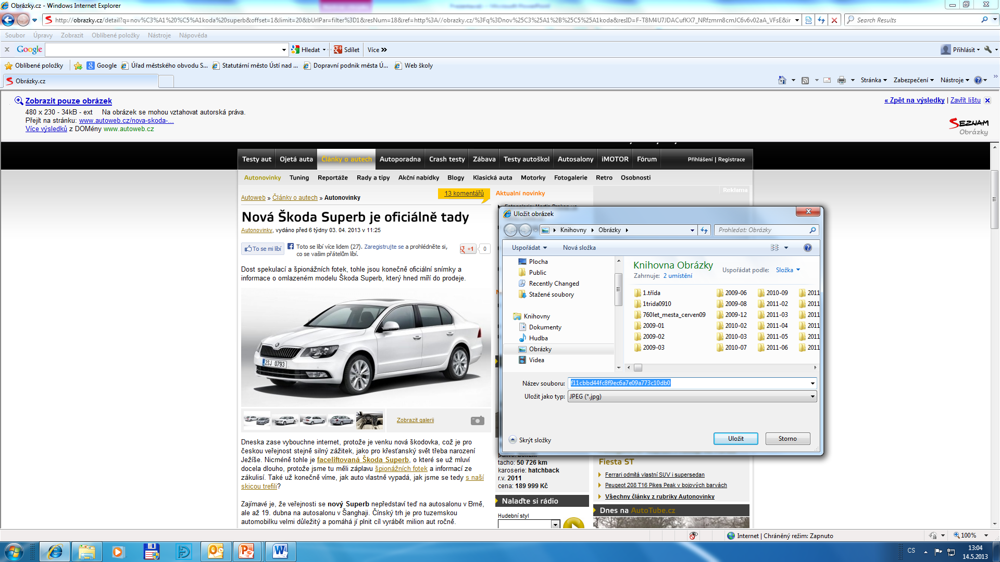 Obrázky.cz - Windows Internet Explorer
http://obrazky.cz/detail?q=nov%C3%A1%20%C5%A1koda%20superb&offset=1&limit=20&bUrlPar=filter%3D1&resNum=18&ref=http%3A//obrazky.cz/%3Fq%3Dnov%25C3%25A1%2B%25C5%25A1koda&resID=F-T8M4U7JDACufKX7_NRfzmrn8cmJC6v6v02aA_VFsE&ir
Search Results
Soubor Úpravy Zobrazit Oblíbené položky Nástroje Nápověda
x Google Hledat Sdílet Více Přihlásit
Oblíbené položky Google Úřad městského obvodu S... Statutární město Ústí nad ... Dopravní podnik města Ú... Web školy
Obrázky.cz Stránka Zabezpečení Nástroje
Zobrazit pouze obrázek « Zpět na výsledky | Zavřít lištu
480 x 230 - 34kB - ext Na obrázek se mohou vztahovat autorská práva.
Přejít na stránku: www.autoweb.cz/nova-skoda-...
Více výsledků z DOMény www.autoweb.cz
SEZNAM
Obrázky
Testy aut Ojetá auta Články o autech Autoporadna Crash testy Zábava Testy autoškol Autosalony iMOTOR Fórum Přihlášení | Registrace
Autonovinky Tuning Reportáže Rady a tipy Akční nabídky Blogy Klasická auta Motorky Fotogalerie Retro Osobnosti
Autoweb » Články o autech » Autonovinky
13 komentářů
Aktualní novinky
Reklama
Nová Škoda Superb je oficiálně tady
Autonovinky, vydáno před 6 týdny 03. 04. 2013 v 11:25
To se mi líbí Toto se líbí více lidem (27). Zaregistrujte se a prohlédněte si,
co se vašim přátelům líbí.
g +1 0
Dost spekulací a špionážních fotek, tohle jsou konečně oficiální snímky a
informace o omlazeném modelu Škoda Superb, který hned míří do prodeje.
2SJ 0793
Zobrazit galerii
Dneska zase vybouchne internet, protože je venku nová škodovka, což je pro
českou veřejnost stejně silný zážitek, jako pro křesťanský svět třeba narození
Ježíše. Nicméně tohle je faceliftovaná Škoda Superb, o které se už mluví
docela dlouho, protože jsme tu měli záplavu špionážních fotek a informací ze
zákulisí. Také už konečně víme, jak auto vlastně vypadá, jak jsme se tedy s naší
skicou trefili?
Zajímavé je, že veřejnosti se nový Superb nepředstaví teď na autosalonu v Brně,
ale až 19. dubna na autosalonu v Šanghaji. Čínský trh je pro tuzemskou
automobilku velmi důležitý a pomáhá jí plnit cíl vyrábět milion aut ročně.
Uložit obrázek
Knihovny Obrázky Prohledat: Obrázky
Uspořádat Nová složka
Plocha
Public
Recently Changed
Stažené soubory
Knihovny
Dokumenty
Hudba
Obrázky
Videa
Knihovna Obrázky
Zahrnuje: 2 umístění
Uspořádat podle: Složka
1.třída 2009-06 2010-09 2011
1trida0910 2009-08 2011-02 2011
760let_mesta_cerven09 2009-12 2011-03 2011
2009-01 2010-02 2011-04 2011
2009-02 2010-03 2011-05 2011
2009-03 2010-07 2011-06 2011
Název souboru: f11cbbd44fc8f9ec6a7e09a773c10db0
Uložit jako typ: JPEG (*.jpg)
Skrýt složky Uložit Storno
tacho: 50 726 km
karoserie: hatchback
r.v. 2011
cena: 189 999 Kč
Nalaďte si rádio
Hudební styl
Fiesta ST
Ferrari odmítá vlastní SUV i supersedan
Peugeot 208 T16 Pikes Peak v bojových barvách
Všechny články z rubriky Autonovinky
Dnes na AutoTube.cz
Internet | Chráněný režim: Zapnuto 100%
CS 13:04
14.5.2013